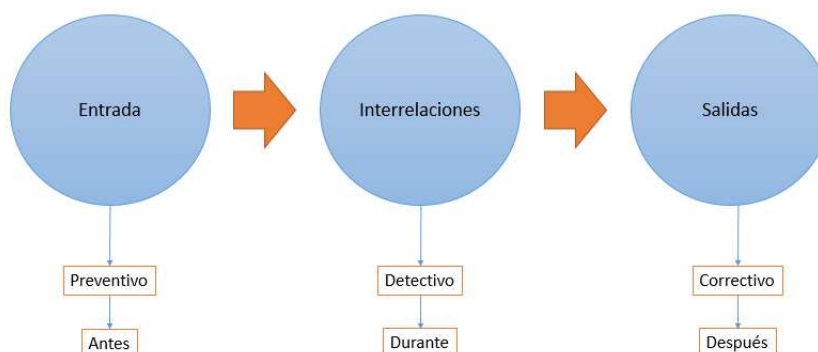 Entrada
Interrelaciones
Salidas
Preventivo
Detectivo
Correctivo
Antes
Durante
Después